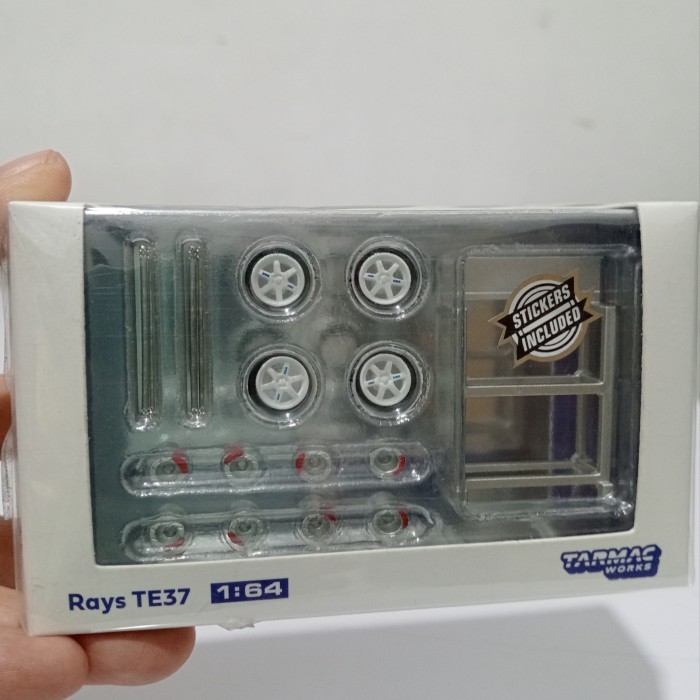 STICKERS
INCLUDED
Rays TE37 1:64
TARMAC
WORKS